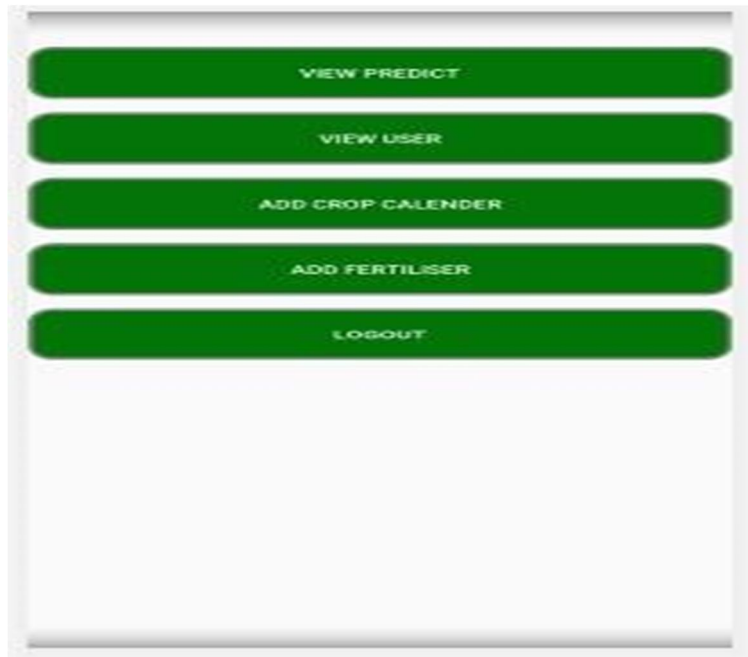 VIEW PREDICT
VIEW USER
ADD CROP CALENDER
ADD FERTILISER
LOGOUT